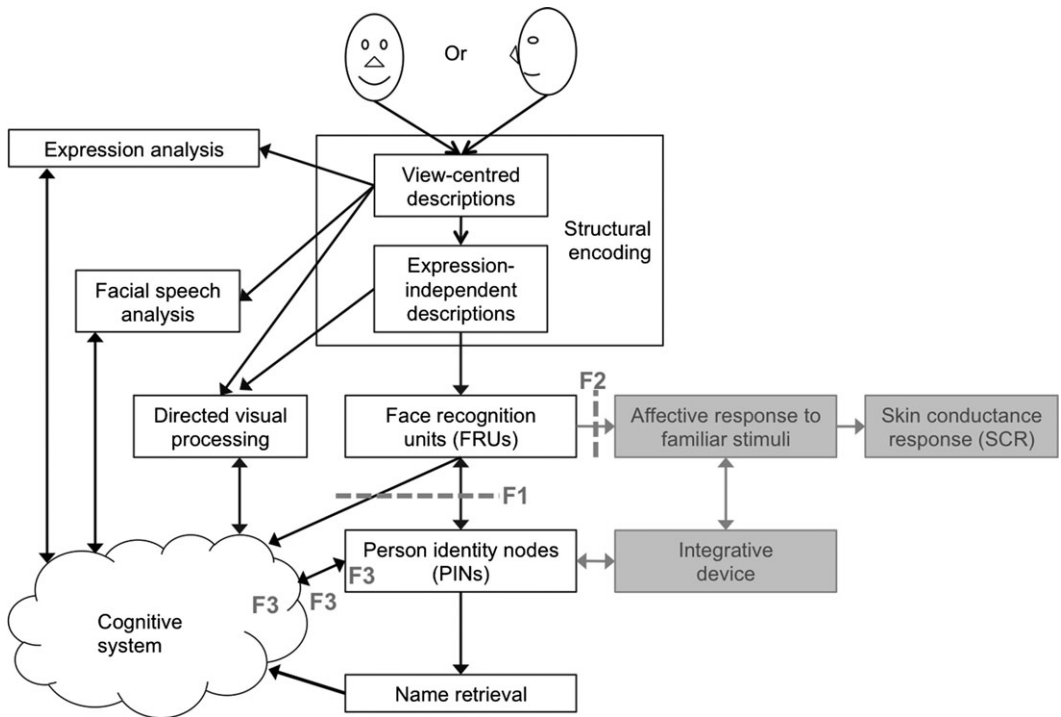 Or
Expression analysis
View-centred
descriptions
Structural
encoding
Expression-
independent
descriptions
Facial speech
analysis
F2
Directed visual
processing
Face recognition
units (FRUs)
Affective response to
familiar stimuli
Skin conductance
response (SCR)
F1
Person identity nodes
(PINs)
Integrative
device
F3
F3
F3
Cognitive
system
Name retrieval